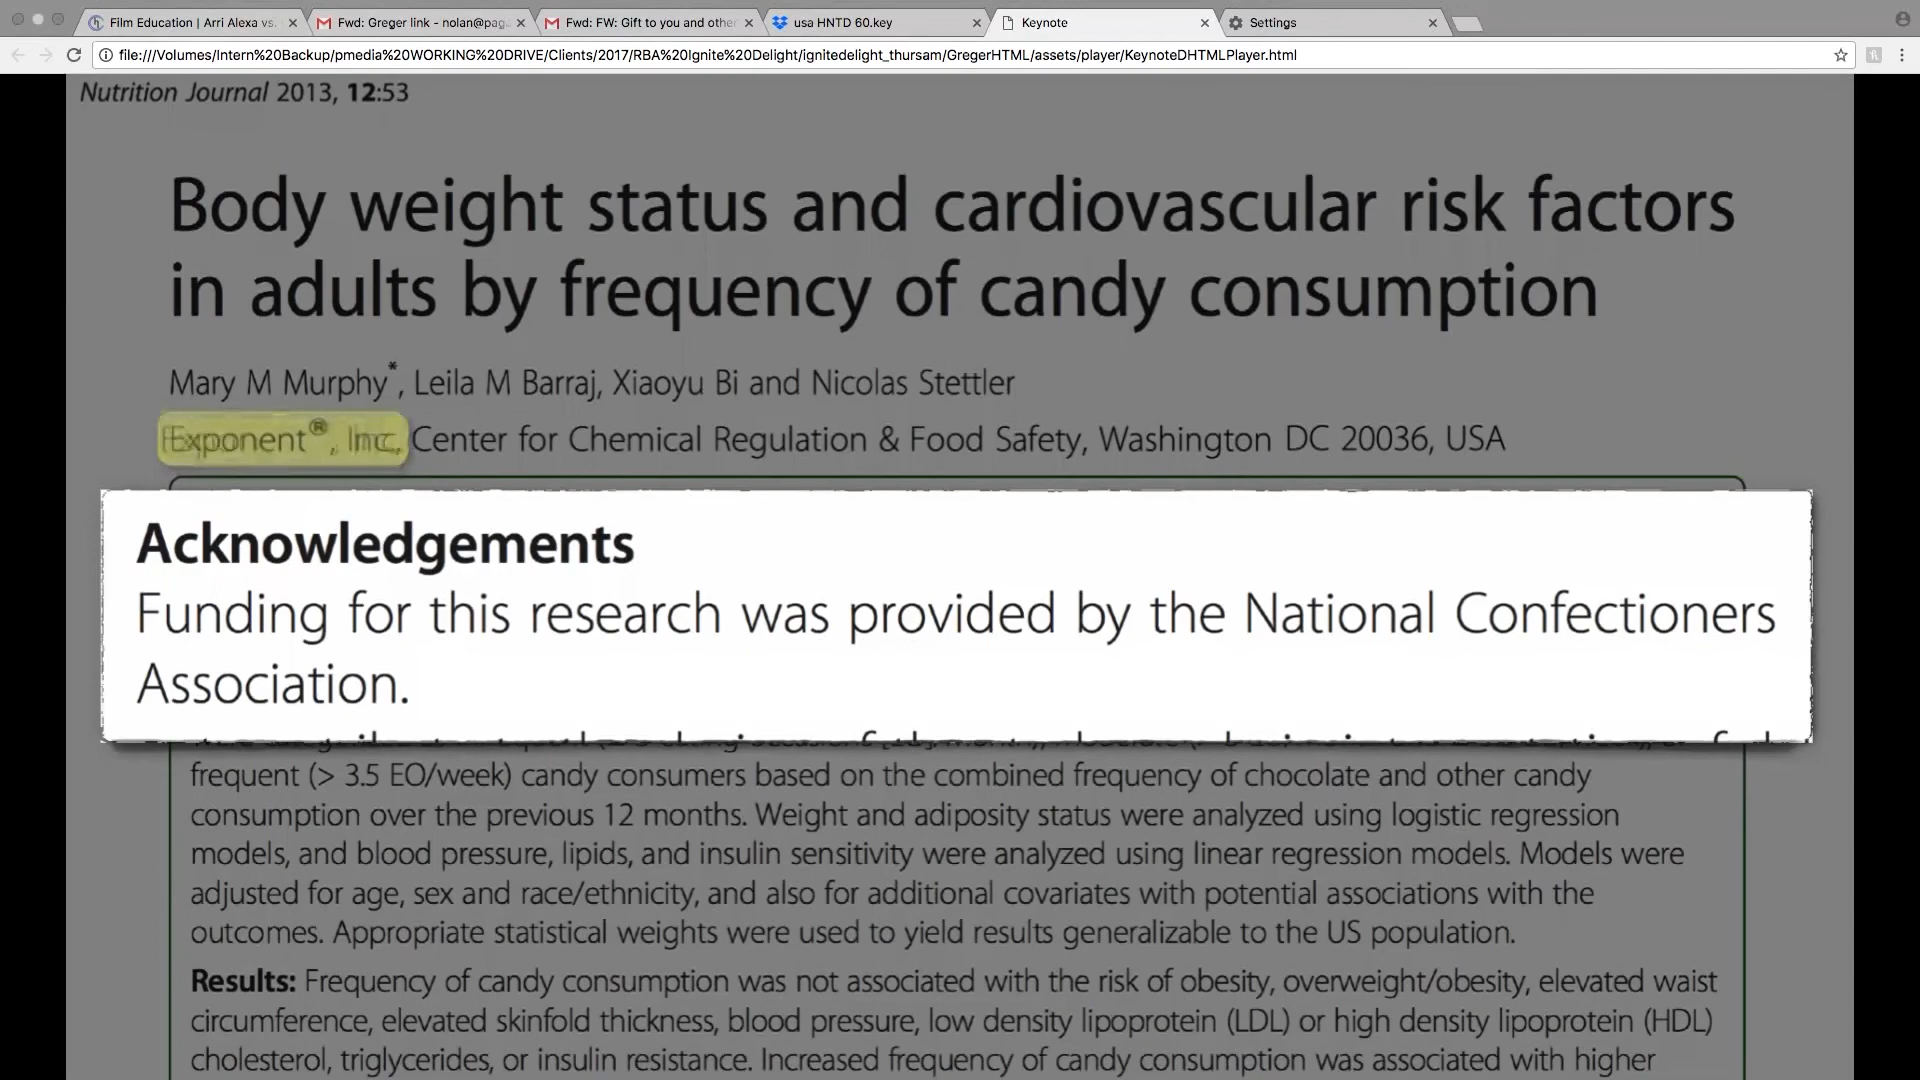 Film Education | Arri Alexa vs.
Fwd: Greger link - nolan@pag
Fwd: FW: Gift to you and other
usa HNTD 60.key
Keynote
Settings
file:///Volumes/Intern%20Backup/pmedia%20WORKING%20DRIVE/Clients/2017/RBA%20Ignite%20Delight/ignitedelight_thursam/GregerHTML/assets/player/KeynoteDHTMLPlayer.html
Nutrition Journal 2013, 12:53
Body weight status and cardiovascular risk factors
in adults by frequency of candy consumption
Mary M Murphy*, Leila M Barraj, Xiaoyu Bi and Nicolas Stettler
Exponent®, Inc, Center for Chemical Regulation & Food Safety, Washington DC 20036, USA
Acknowledgements
Funding for this research was provided by the National Confectioners
Association.
frequent (> 3.5 EO/week) candy consumers based on the combined frequency of chocolate and other candy
consumption over the previous 12 months. Weight and adiposity status were analyzed using logistic regression
models, and blood pressure, lipids, and insulin sensitivity were analyzed using linear regression models. Models were
adjusted for age, sex and race/ethnicity, and also for additional covariates with potential associations with the
outcomes. Appropriate statistical weights were used to yield results generalizable to the US population.
Results: Frequency of candy consumption was not associated with the risk of obesity, overweight/obesity, elevated waist
circumference, elevated skinfold thickness, blood pressure, low density lipoprotein (LDL) or high density lipoprotein (HDL)
cholesterol, triglycerides, or insulin resistance. Increased frequency of candy consumption was associated with higher